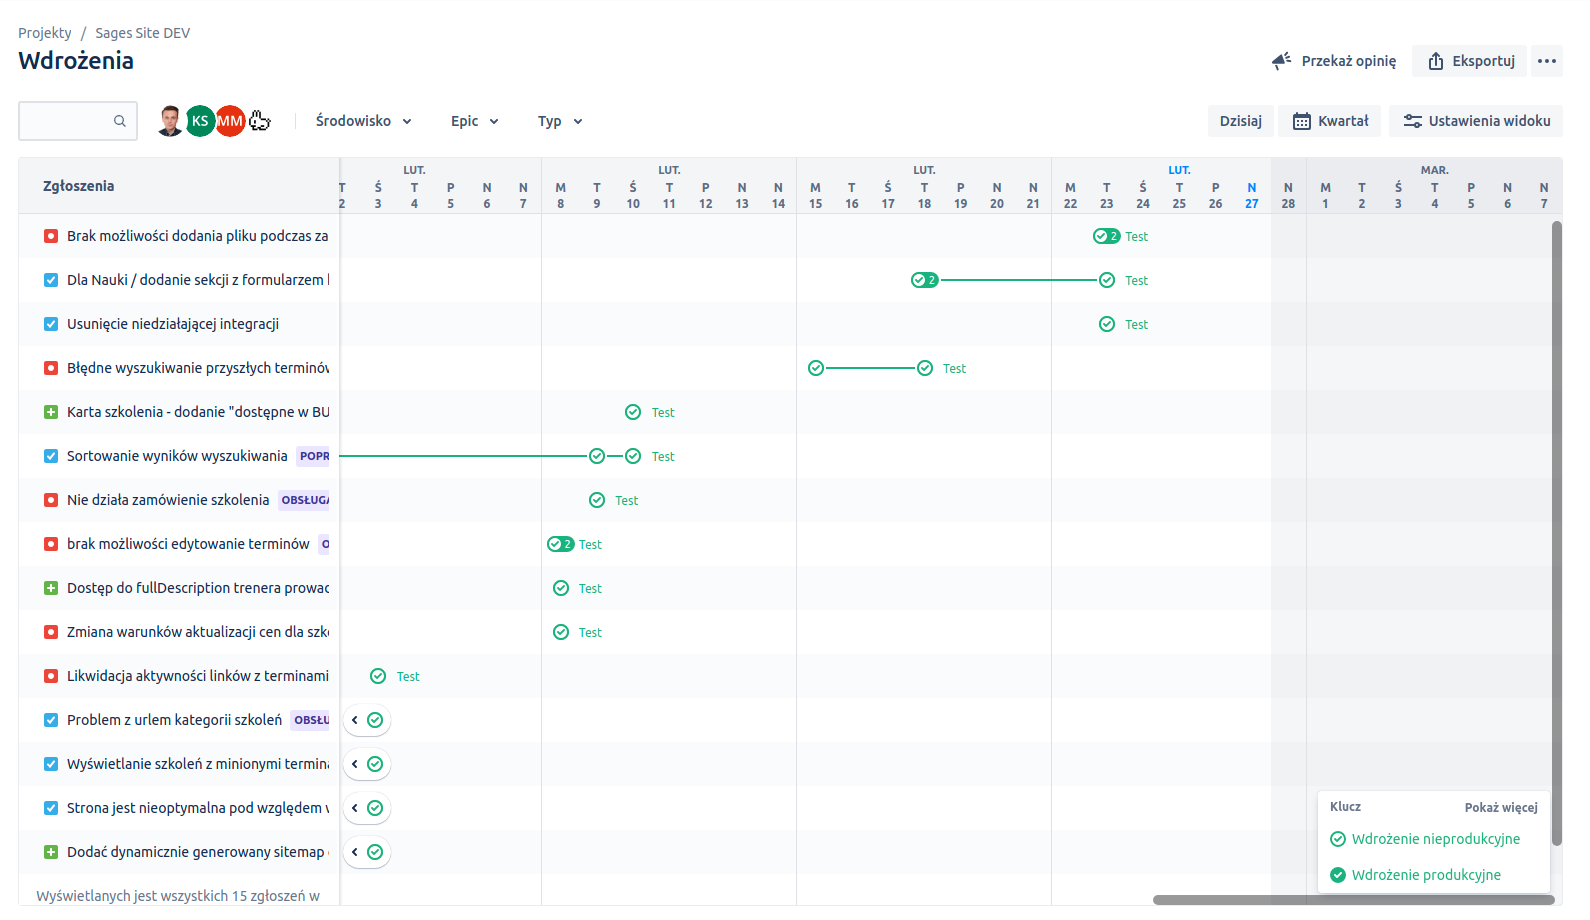 Projekty / Sages Site DEV
Wdrożenia
Przekaż opinię
Eksportuj
KS
MM
Środowisko
Epic
Typ
Dzisiaj
Kwartał
Ustawienia widoku
Zgłoszenia
LUT. LUT. LUT. LUT. MAR.
T Ś T P N N M T Ś T P N N M T Ś T P N N M T Ś T P N N M T Ś T P N N
2 3 4 5 6 7 8 9 10 11 12 13 14 15 16 17 18 19 20 21 22 23 24 25 26 27 28 1 2 3 4 5 6 7
Brak możliwości dodania pliku podczas za 2 Test
Dla Nauki / dodanie sekcji z formularzem 2 Test
Usunięcie niedziałającej integracji Test
Błędne wyszukiwanie przyszłych terminów Test
Karta szkolenia - dodanie "dostępne w BU Test
Sortowanie wyników wyszukiwania POPR Test
Nie działa zamówienie szkolenia OBSŁUGA Test
brak możliwości edytowanie terminów O 2 Test
Dostęp do fullDescription trenera prowad Test
Zmiana warunków aktualizacji cen dla szko Test
Likwidacja aktywności linków z terminami Test
Problem z urlem kategorii szkoleń OBSŁU
Wyświetlanie szkoleń z minionymi termina
Strona jest nieoptymalna pod względem w
Dodać dynamicznie generowany sitemap
Wyświetlanych jest wszystkich 15 zgłoszeń w
Klucz Pokaż więcej
Wdrożenie nieprodukcyjne
Wdrożenie produkcyjne